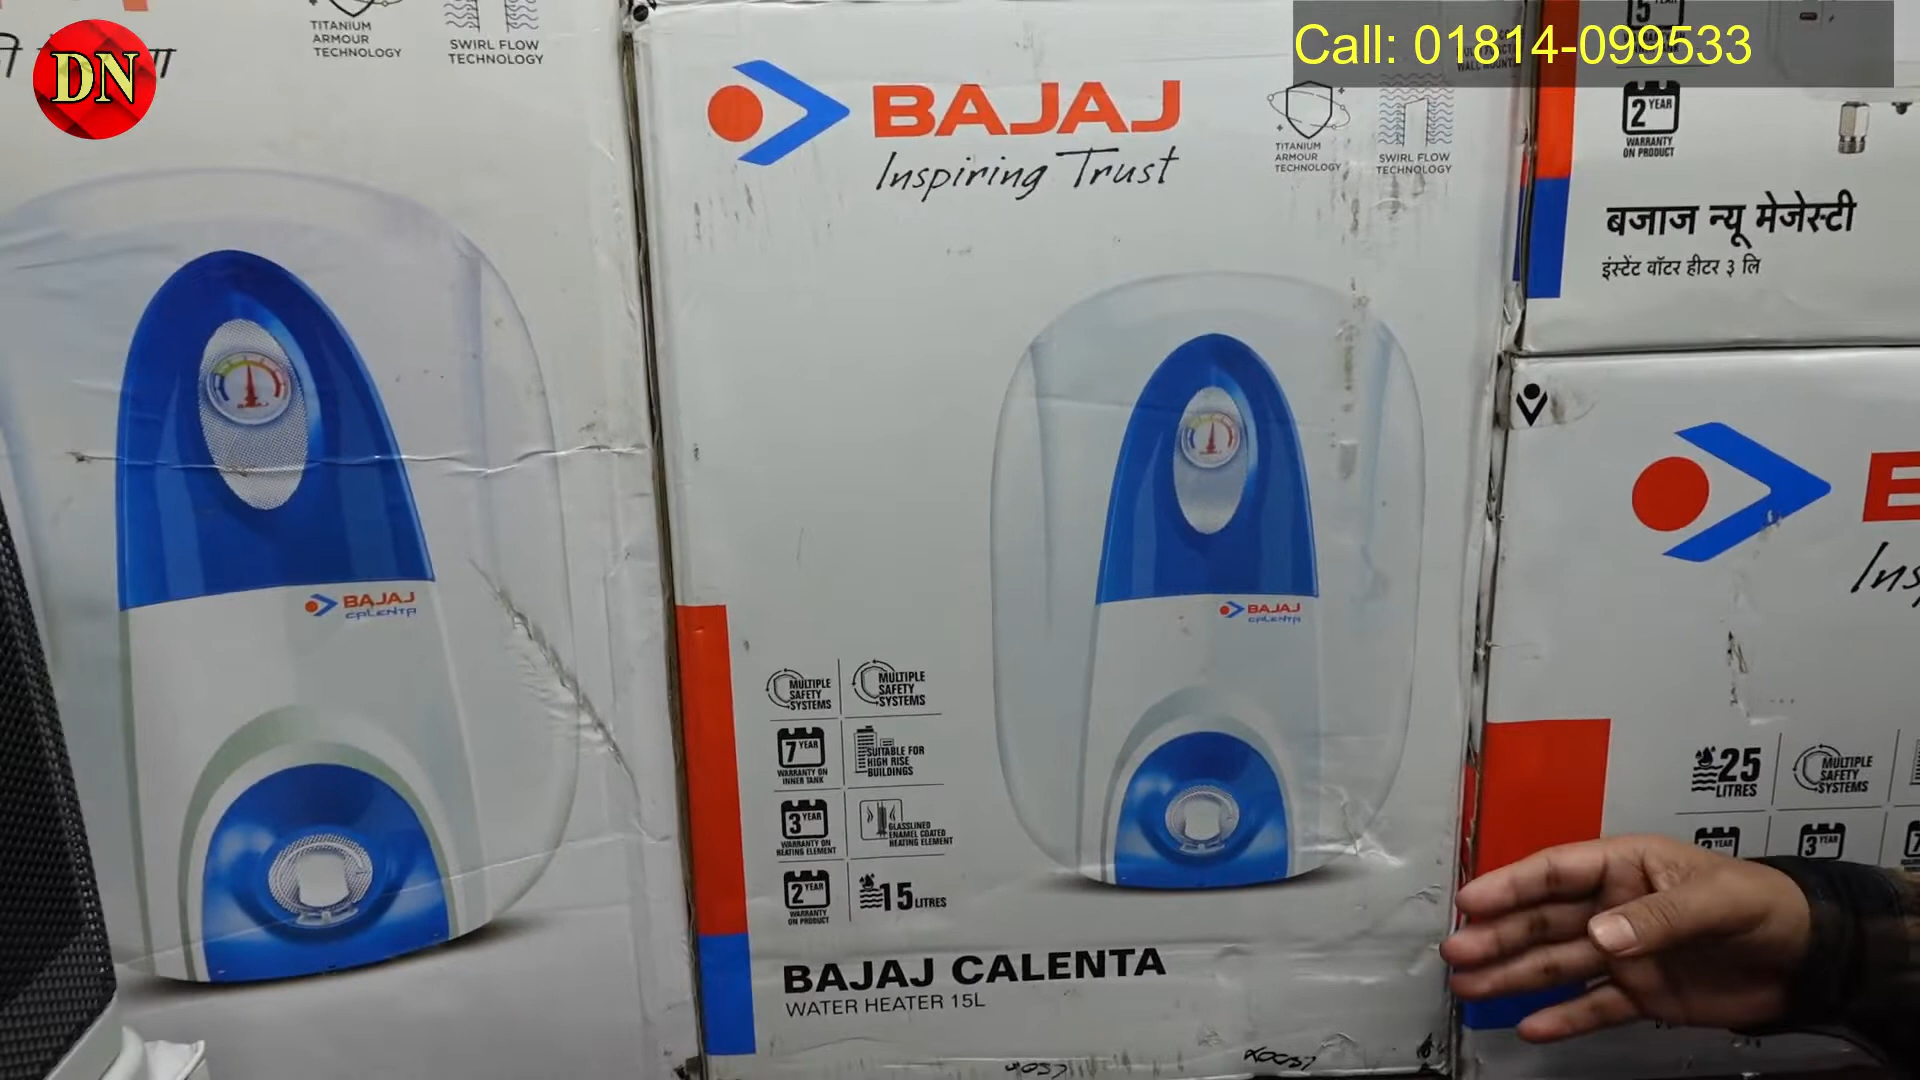 DN
TITANIUM
ARMOUR
TECHNOLOGY
SWIRL FLOW
TECHNOLOGY
BAJAJ
CALENTA
Call: 01814-099533
BAJAJ
Inspiring Trust
TITANIUM
ARMOUR
TECHNOLOGY
SWIRL FLOW
TECHNOLOGY
BAJAJ
CALENTA
MULTIPLE
SAFETY
SYSTEMS
MULTIPLE
SAFETY
SYSTEMS
7 YEAR
WARRANTY ON
INNER TANK
SUITABLE FOR
HIGH RISE
BUILDINGS
3 YEAR
WARRANTY ON
HEATING ELEMENT
GLASSLINED
ENAMEL COATED
HEATING ELEMENT
2 YEAR
WARRANTY
ON PRODUCT
15 LITRES
BAJAJ CALENTA
WATER HEATER 15L
5 YEAR
2 YEAR
WARRANTY
ON PRODUCT
बजाज न्यू मेजेस्टी
इंस्टेंट वॉटर हीटर ३ लि
25
LITRES
MULTIPLE
SAFETY
SYSTEMS
3 YEAR